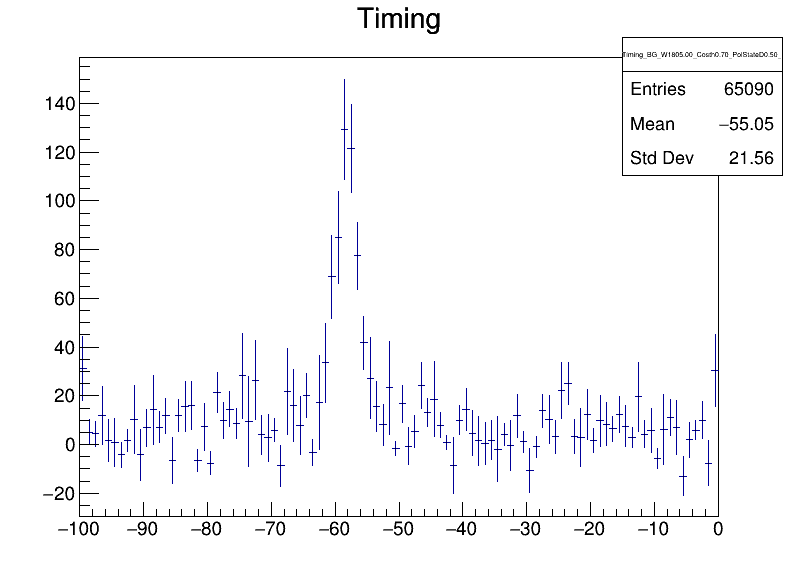 Timing
Timing_BG_W1805.00_Costh0.70_PolStateD0.50_
Entries 65090
Mean −55.05
Std Dev 21.56
140
120
100
80
60
40
20
0
−20
−100 −90 −80 −70 −60 −50 −40 −30 −20 −10 0